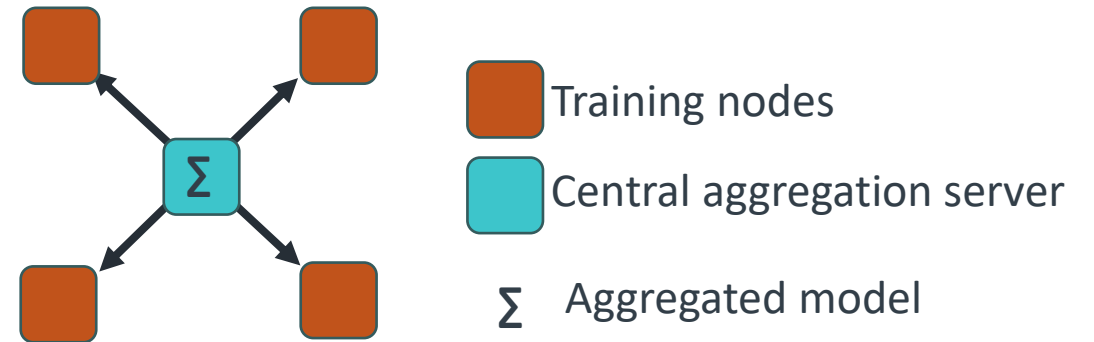 Σ
Training nodes
Central aggregation server
Σ Aggregated model